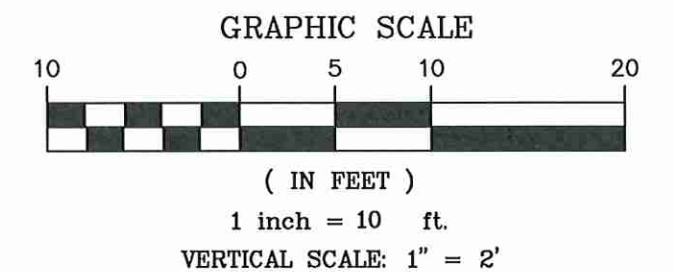 GRAPHIC SCALE
10 0 5 10 20
( IN FEET )
1 inch = 10 ft.
VERTICAL SCALE: 1" = 2'